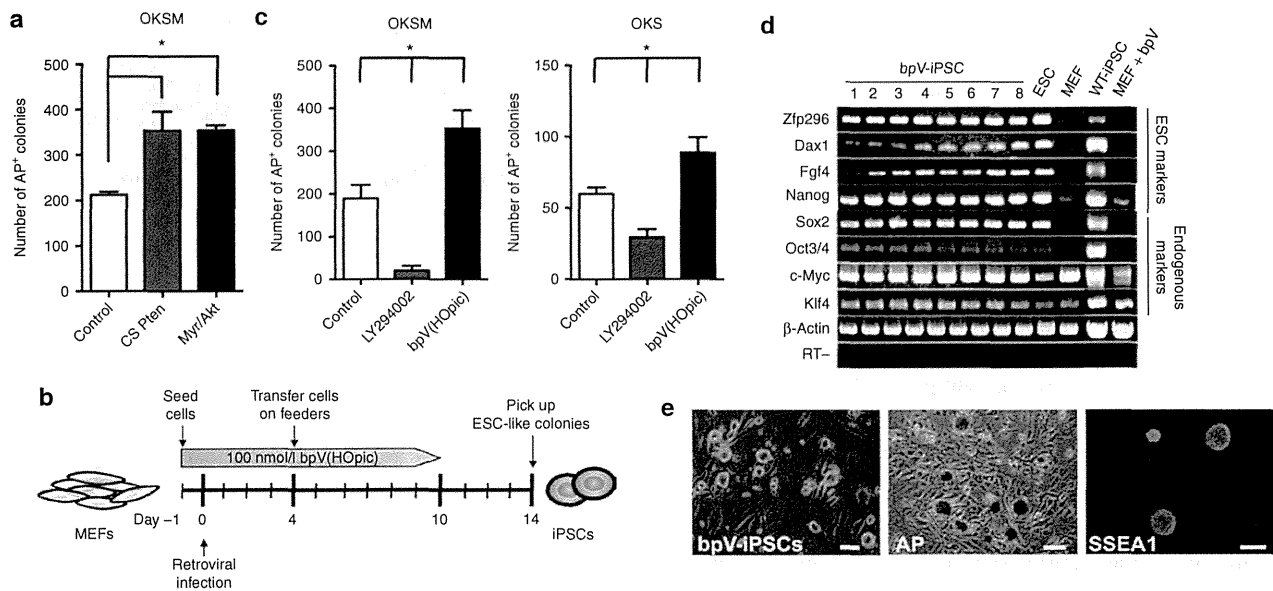 a
OKSM
*
Number of AP⁺ colonies
500
400
300
200
100
0
Control
CS Pten
Myr/Akt
c
OKSM
*
Number of AP⁺ colonies
500
400
300
200
100
0
Control
LY294002
bpV(HOpic)
OKS
*
Number of AP⁺ colonies
150
100
50
0
Control
LY294002
bpV(HOpic)
d
bpV-iPSC
1 2 3 4 5 6 7 8 ESC MEF WT-iPSC MEF + bpV
Zfp296
Dax1
Fgf4
Nanog
Sox2
Oct3/4
c-Myc
Klf4
β-Actin
RT–
ESC markers
Endogenous markers
b
Seed cells
Transfer cells on feeders
Pick up ESC-like colonies
100 nmol/l bpV(HOpic)
MEFs
Day –1 0 4 10 14
iPSCs
Retroviral infection
e
bpV-iPSCs
AP
SSEA1